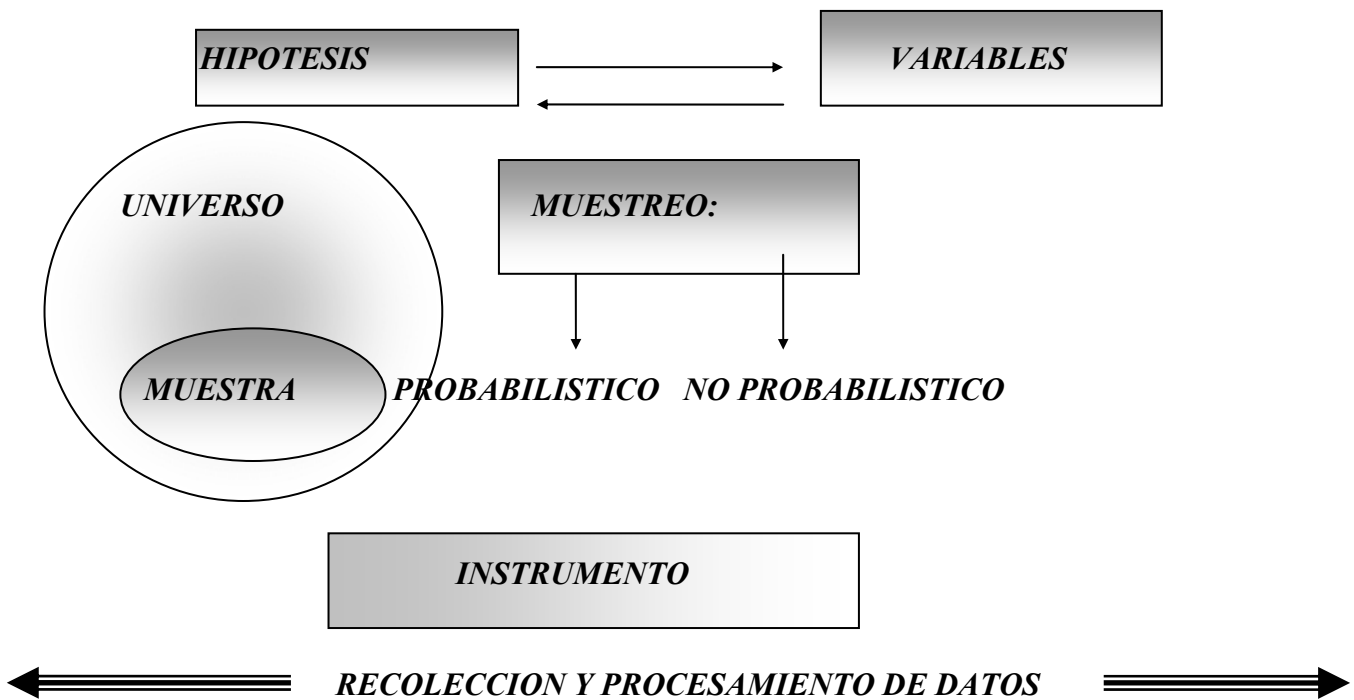 HIPOTESIS
VARIABLES
UNIVERSO
MUESTREO:
MUESTRA
PROBABILISTICO
NO PROBABILISTICO
INSTRUMENTO
RECOLECCION Y PROCESAMIENTO DE DATOS